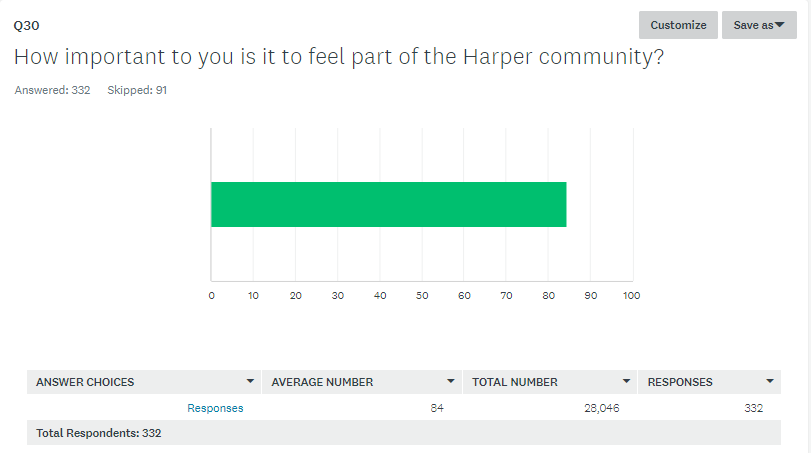 Q30
Customize
Save as
How important to you is it to feel part of the Harper community?
Answered: 332 Skipped: 91
0 10 20 30 40 50 60 70 80 90 100
ANSWER CHOICES AVERAGE NUMBER TOTAL NUMBER RESPONSES
Responses 84 28,046 332
Total Respondents: 332